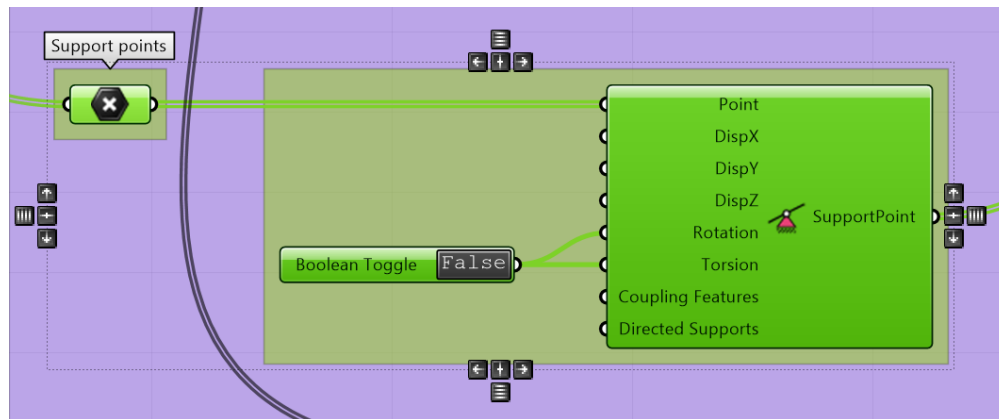 Support points
Point
DispX
DispY
DispZ
SupportPoint
Rotation
Boolean Toggle False
Torsion
Coupling Features
Directed Supports